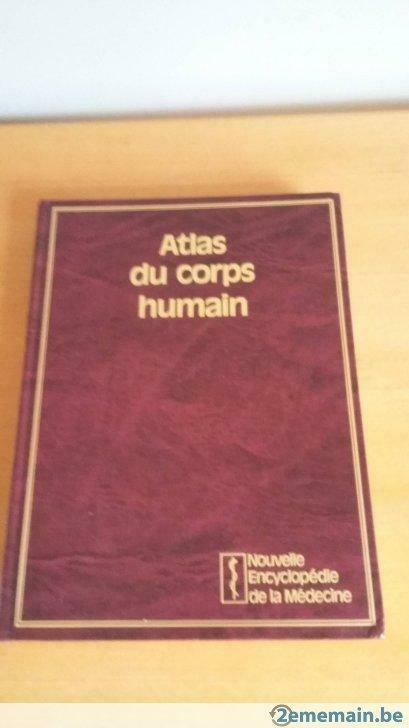 Atlas
du corps
humain
Nouvelle
Encyclopédie
de la Médecine
2ememain.be